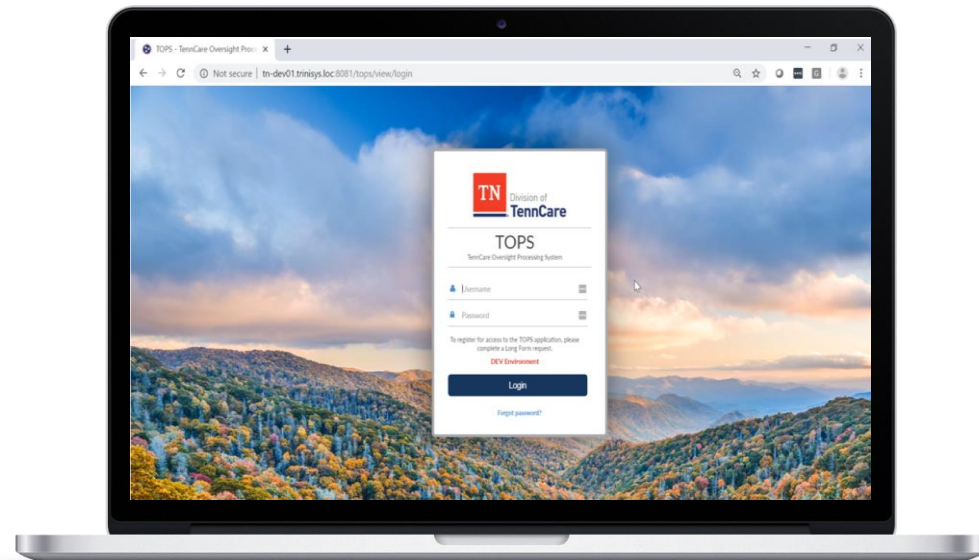 TOPS - TennCare Oversight Proce
Not secure | tn-dev01.trinisys.loc:8081/tops/view/login
TN
Division of
TennCare
TOPS
TennCare Oversight Processing System
Username
Password
To register for access to the TOPS application, please
complete a Long Form request.
DEV Environment
Login
Forgot password?